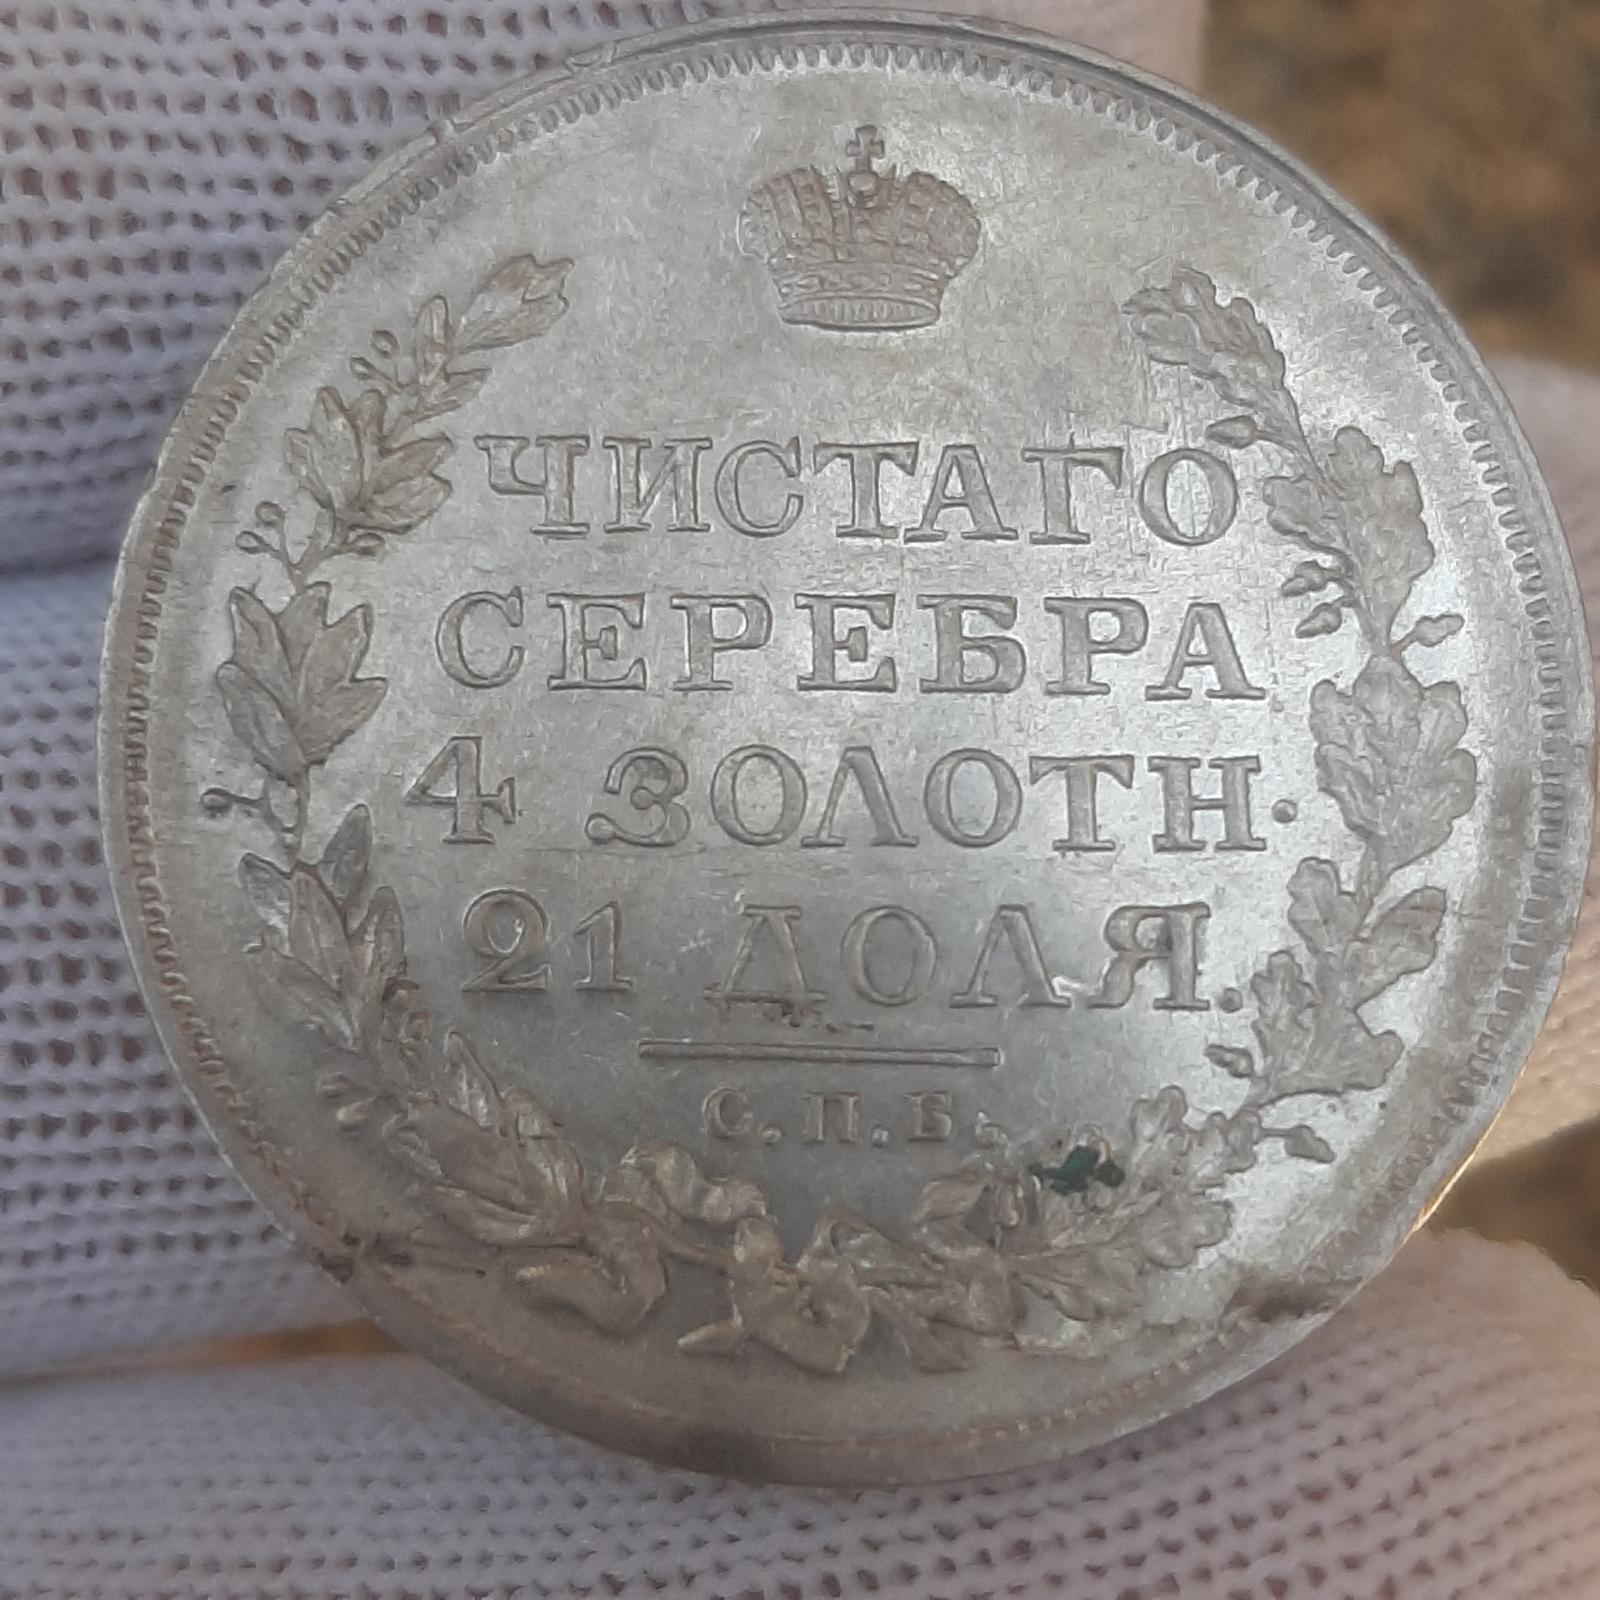 ЧИСТАГО
СЕРЕБРА
4 ЗОЛОТН.
21 ДОЛЯ.
С.П.Б.